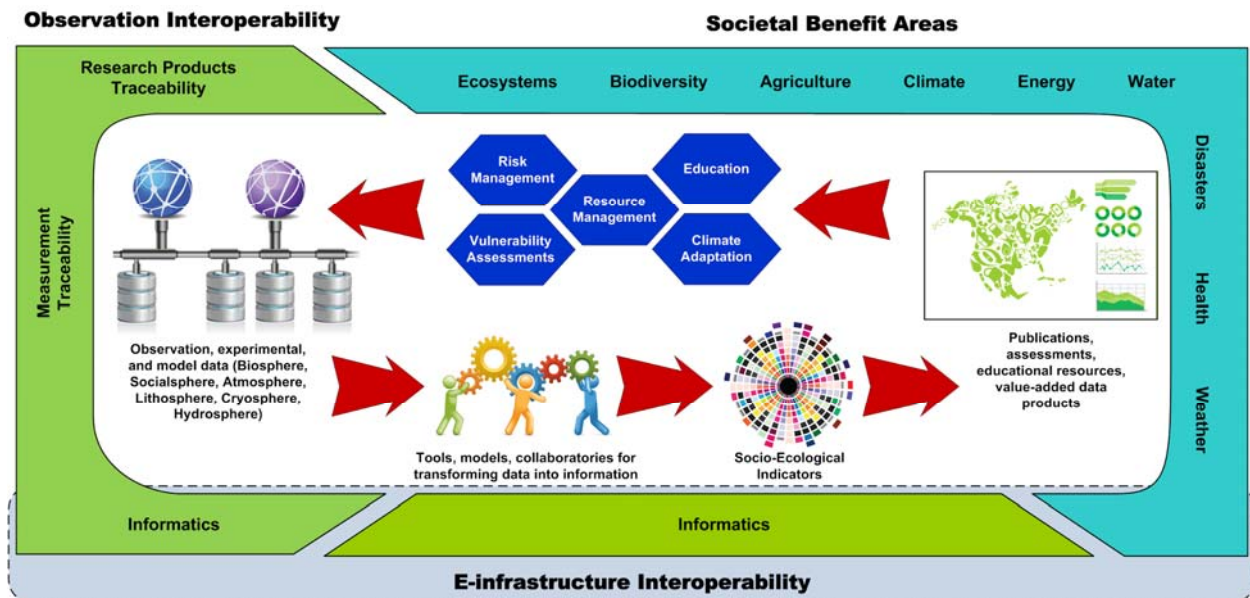 Observation Interoperability
Societal Benefit Areas
Research Products
Traceability
Ecosystems
Biodiversity
Agriculture
Climate
Energy
Water
Disasters
Health
Weather
Measurement
Traceability
Risk
Management
Education
Resource
Management
Vulnerability
Assessments
Climate
Adaptation
Observation, experimental,
and model data (Biosphere,
Socialsphere, Atmosphere,
Lithosphere, Cryosphere,
Hydrosphere)
Tools, models, collaboratories for
transforming data into information
Socio-Ecological
Indicators
Publications,
assessments,
educational resources,
value-added data
products
Informatics
Informatics
E-infrastructure Interoperability